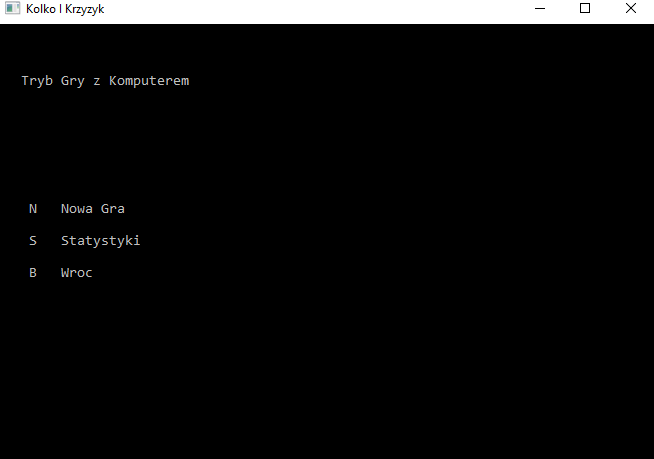 Kolko I Krzyzyk
Tryb Gry z Komputerem
N Nowa Gra
S Statystyki
B Wroc